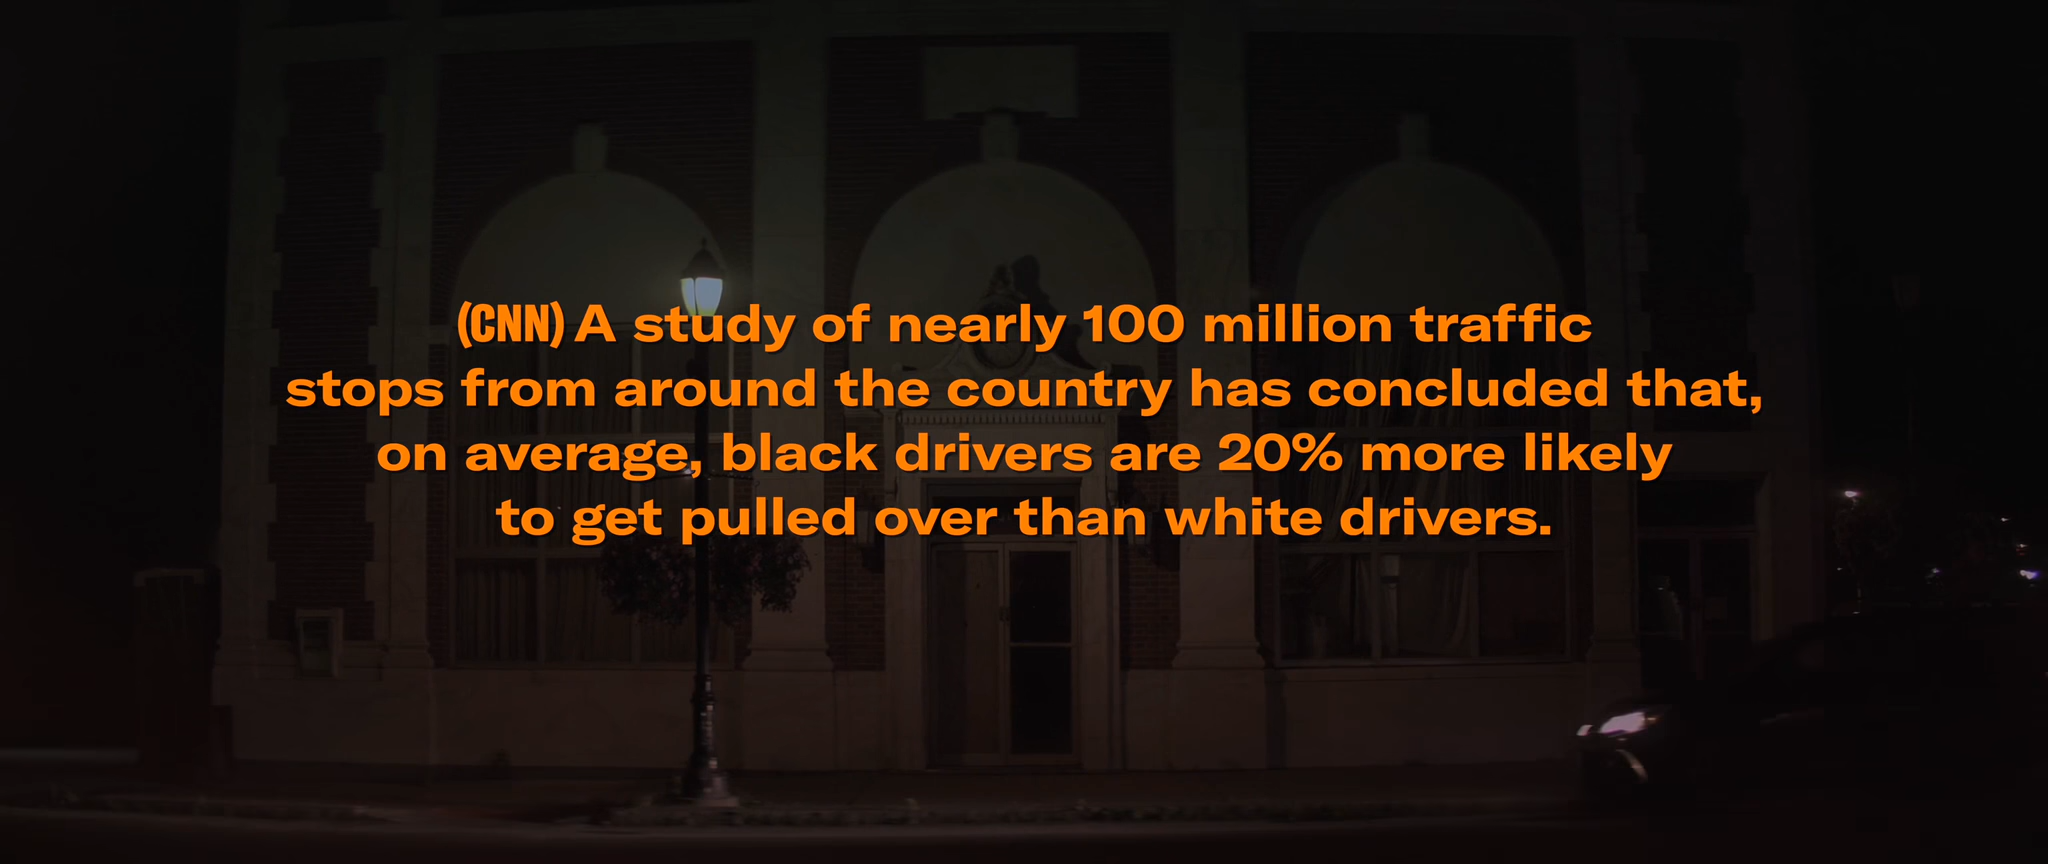 (CNN) A study of nearly 100 million traffic
stops from around the country has concluded that,
on average, black drivers are 20% more likely
to get pulled over than white drivers.